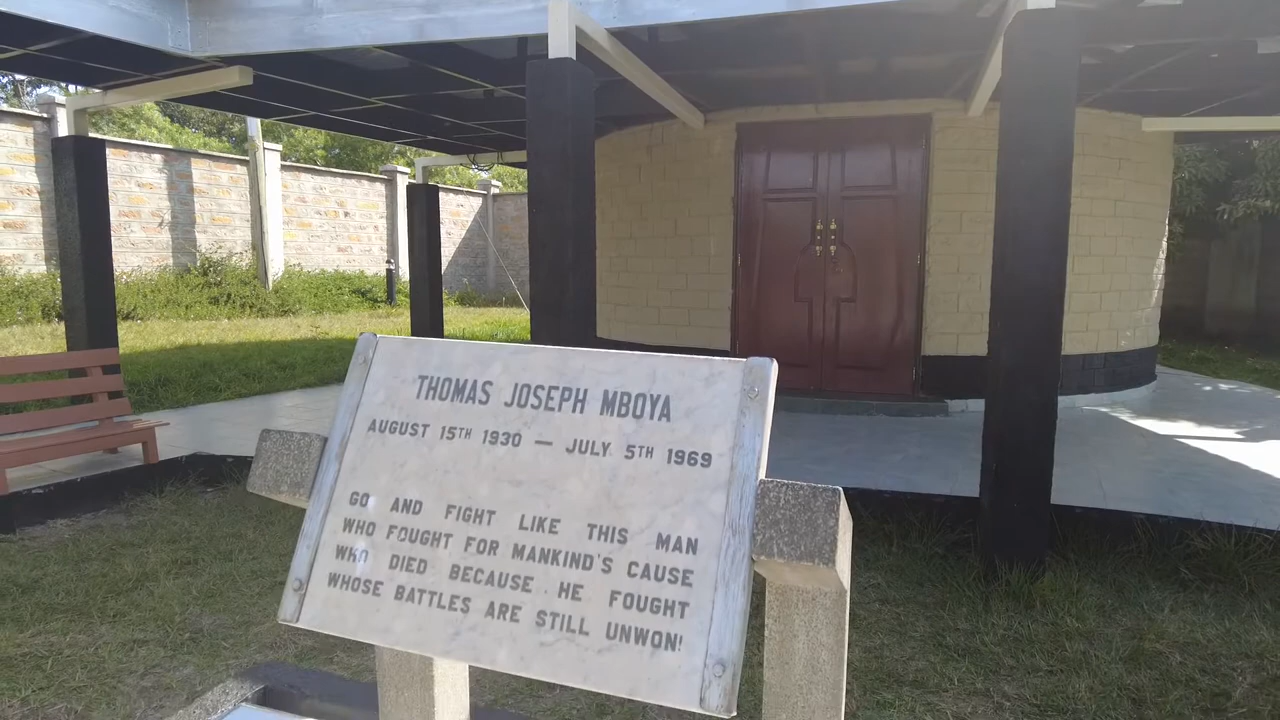 THOMAS JOSEPH MBOYA
AUGUST 15TH 1930 — JULY 5TH 1969
GO AND FIGHT LIKE THIS MAN
WHO FOUGHT FOR MANKIND'S CAUSE
WHO DIED BECAUSE HE FOUGHT
WHOSE BATTLES ARE STILL UNWON!